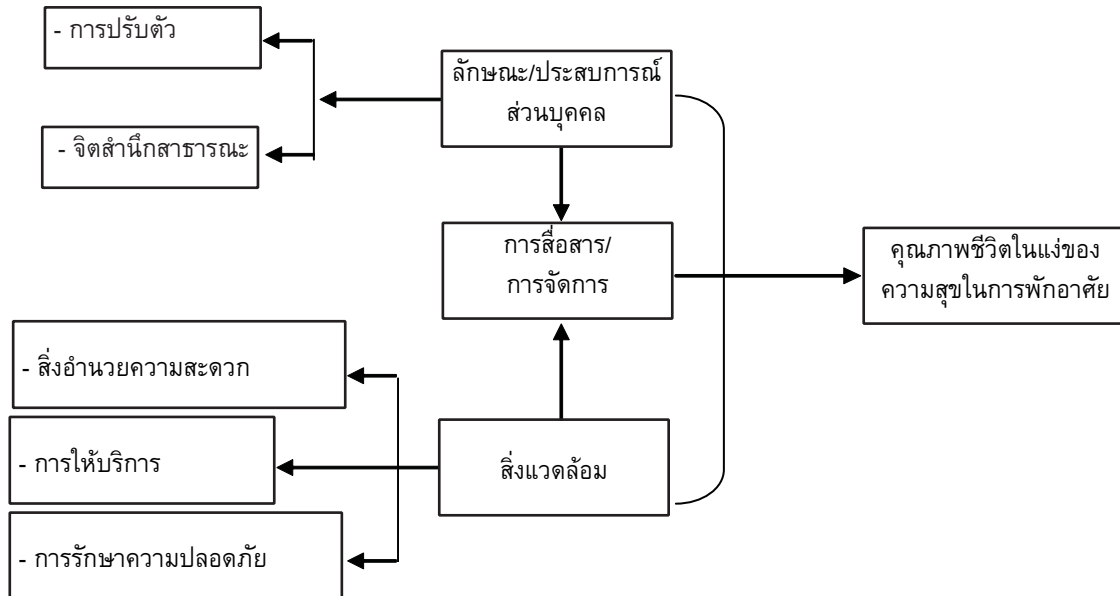 - การปรับตัว
ลักษณะ/ประสบการณ์
ส่วนบุคคล
- จิตสำนึกสาธารณะ
การสื่อสาร/
การจัดการ
คุณภาพชีวิตในแง่ของ
ความสุขในการพักอาศัย
- สิ่งอำนวยความสะดวก
- การให้บริการ
สิ่งแวดล้อม
- การรักษาความปลอดภัย